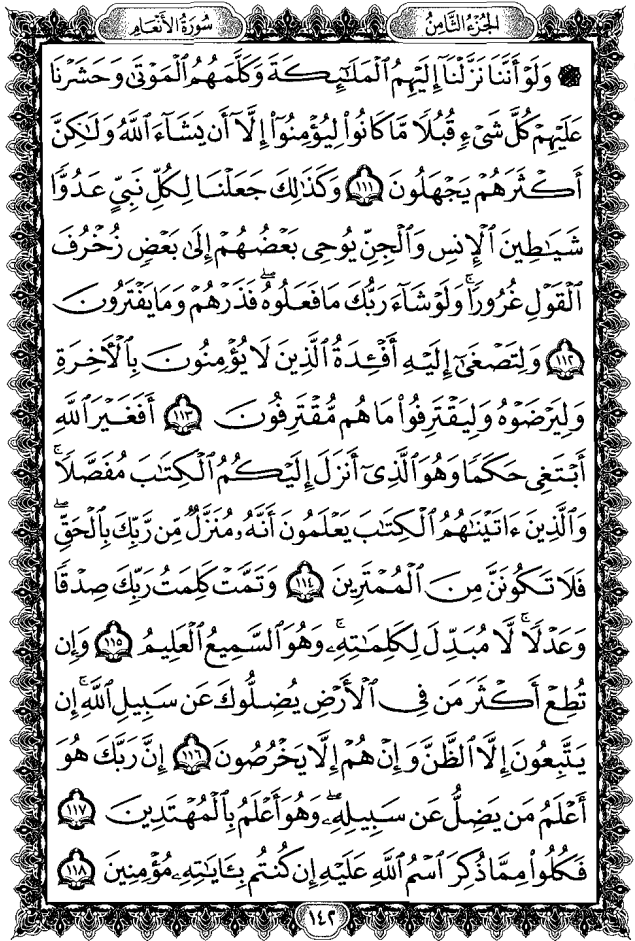 الجزء الثامن سورة الأنعام
۞ وَلَوْ أَنَّنَا نَزَّلْنَآ إِلَيْهِمُ ٱلْمَلَٰٓئِكَةَ وَكَلَّمَهُمُ ٱلْمَوْتَىٰ وَحَشَرْنَا
عَلَيْهِمْ كُلَّ شَىْءٍ قُبُلًا مَّا كَانُوا۟ لِيُؤْمِنُوٓا۟ إِلَّآ أَن يَشَآءَ ٱللَّهُ وَلَٰكِنَّ
أَكْثَرَهُمْ يَجْهَلُونَ ١١١ وَكَذَٰلِكَ جَعَلْنَا لِكُلِّ نَبِىٍّ عَدُوًّا
شَيَٰطِينَ ٱلْإِنسِ وَٱلْجِنِّ يُوحِى بَعْضُهُمْ إِلَىٰ بَعْضٍ زُخْرُفَ
ٱلْقَوْلِ غُرُورًا ۚ وَلَوْ شَآءَ رَبُّكَ مَا فَعَلُوهُ ۖ فَذَرْهُمْ وَمَا يَفْتَرُونَ
١١٢ وَلِتَصْغَىٰٓ إِلَيْهِ أَفْـِٔدَةُ ٱلَّذِينَ لَا يُؤْمِنُونَ بِٱلْءَاخِرَةِ
وَلِيَرْضَوْهُ وَلِيَقْتَرِفُوا۟ مَا هُم مُّقْتَرِفُونَ ١١٣ أَفَغَيْرَ ٱللَّهِ
أَبْتَغِى حَكَمًا وَهُوَ ٱلَّذِىٓ أَنزَلَ إِلَيْكُمُ ٱلْكِتَٰبَ مُفَصَّلًا ۚ
وَٱلَّذِينَ ءَاتَيْنَٰهُمُ ٱلْكِتَٰبَ يَعْلَمُونَ أَنَّهُۥ مُنَزَّلٌ مِّن رَّبِّكَ بِٱلْحَقِّ ۖ
فَلَا تَكُونَنَّ مِنَ ٱلْمُمْتَرِينَ ١١٤ وَتَمَّتْ كَلِمَتُ رَبِّكَ صِدْقًا
وَعَدْلًا ۚ لَّا مُبَدِّلَ لِكَلِمَٰتِهِۦ ۚ وَهُوَ ٱلسَّمِيعُ ٱلْعَلِيمُ ١١٥ وَإِن
تُطِعْ أَكْثَرَ مَن فِى ٱلْأَرْضِ يُضِلُّوكَ عَن سَبِيلِ ٱللَّهِ ۚ إِن
يَتَّبِعُونَ إِلَّا ٱلظَّنَّ وَإِنْ هُمْ إِلَّا يَخْرُصُونَ ١١٦ إِنَّ رَبَّكَ هُوَ
أَعْلَمُ مَن يَضِلُّ عَن سَبِيلِهِۦ ۖ وَهُوَ أَعْلَمُ بِٱلْمُهْتَدِينَ ١١٧
فَكُلُوا۟ مِمَّا ذُكِرَ ٱسْمُ ٱللَّهِ عَلَيْهِ إِن كُنتُم بِـَٔايَٰتِهِۦ مُؤْمِنِينَ ١١٨
١٤٢